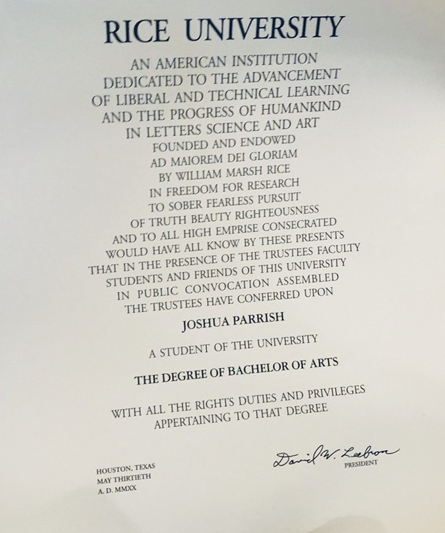 RICE UNIVERSITY
AN AMERICAN INSTITUTION
DEDICATED TO THE ADVANCEMENT
OF LIBERAL AND TECHNICAL LEARNING
AND THE PROGRESS OF HUMANKIND
IN LETTERS SCIENCE AND ART
FOUNDED AND ENDOWED
AD MAIOREM DEI GLORIAM
BY WILLIAM MARSH RICE
IN FREEDOM FOR RESEARCH
TO SOBER FEARLESS PURSUIT
OF TRUTH BEAUTY RIGHTEOUSNESS
AND TO ALL HIGH EMPRISE CONSECRATED
WOULD HAVE ALL KNOW BY THESE PRESENTS
THAT IN THE PRESENCE OF THE TRUSTEES FACULTY
STUDENTS AND FRIENDS OF THIS UNIVERSITY
IN PUBLIC CONVOCATION ASSEMBLED
THE TRUSTEES HAVE CONFERRED UPON
JOSHUA PARRISH
A STUDENT OF THE UNIVERSITY
THE DEGREE OF BACHELOR OF ARTS
WITH ALL THE RIGHTS DUTIES AND PRIVILEGES
APPERTAINING TO THAT DEGREE
David W. Leebron
PRESIDENT
HOUSTON, TEXAS
MAY THIRTIETH
A. D. MMXX